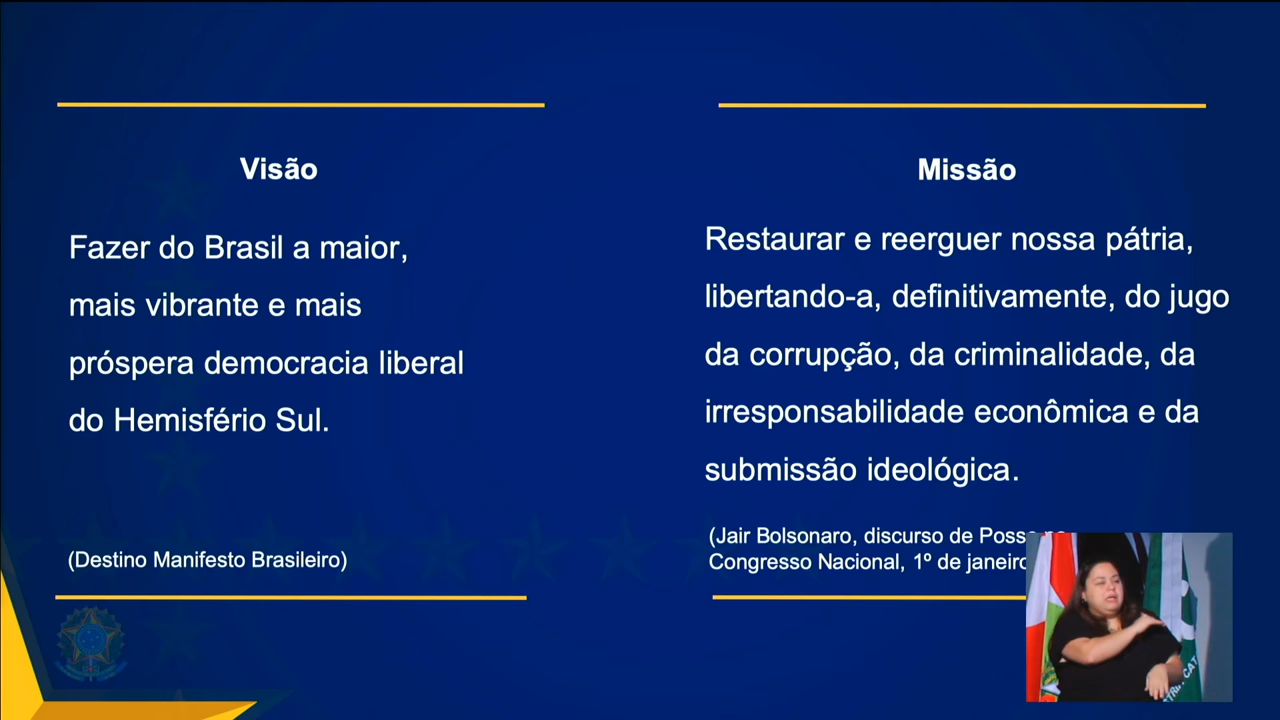 Visão
Fazer do Brasil a maior,
mais vibrante e mais
próspera democracia liberal
do Hemisfério Sul.
(Destino Manifesto Brasileiro)
Missão
Restaurar e reerguer nossa pátria,
libertando-a, definitivamente, do jugo
da corrupção, da criminalidade, da
irresponsabilidade econômica e da
submissão ideológica.
(Jair Bolsonaro, discurso de Posse no
Congresso Nacional, 1º de janeiro